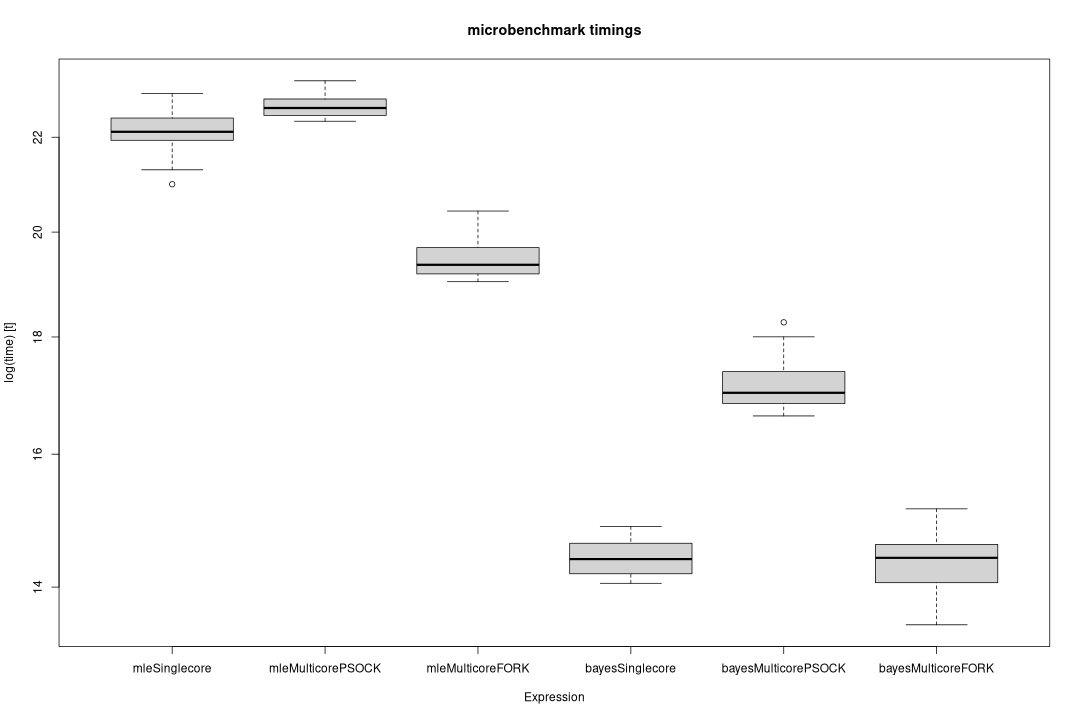 microbenchmark timings
log(time) [t]
22
20
18
16
14
mleSinglecore mleMulticorePSOCK mleMulticoreFORK bayesSinglecore bayesMulticorePSOCK bayesMulticoreFORK
Expression